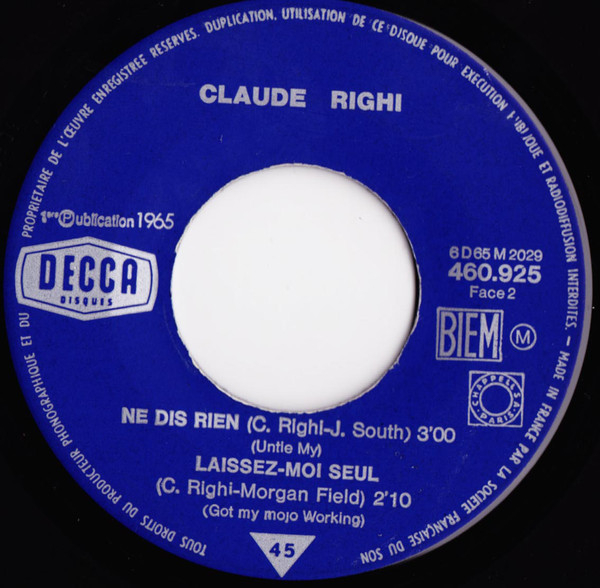 TOUS DROITS DU PRODUCTEUR PHONOGRAPHIQUE ET DU PROPRIETAIRE DE L'ŒUVRE ENREGISTREE RESERVES. DUPLICATION, UTILISATION DE CE DISQUE POUR EXECUTION PUBLIQUE ET RADIODIFFUSION INTERDITES - MADE IN FRANCE PAR LA SOCIETE FRANÇAISE DU SON
CLAUDE RIGHI
1ère Ⓟublication 1965
DECCA
DISQUES
6 D 65 M 2029
460.925
Face 2
BIEM Ⓜ
CHAPPELL S.A.
PARIS
NE DIS RIEN (C. Righi-J. South) 3'00
(Untie My)
LAISSEZ-MOI SEUL
(C. Righi-Morgan Field) 2'10
(Got my mojo Working)
45